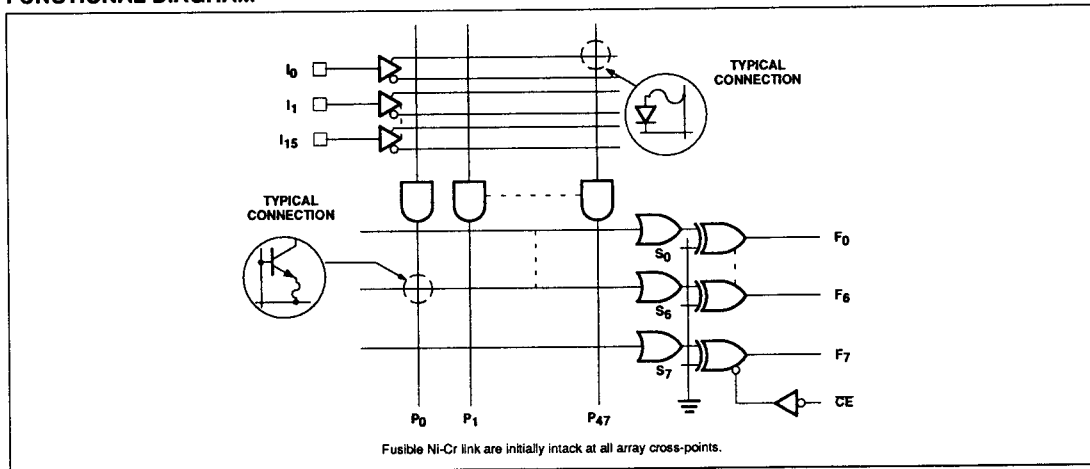 FUNCTIONAL DIAGRAM
I0
I1
I15
TYPICAL
CONNECTION
TYPICAL
CONNECTION
S0
F0
S6
F6
S7
F7
CE
P0 P1 P47
Fusible Ni-Cr link are initially intack at all array cross-points.